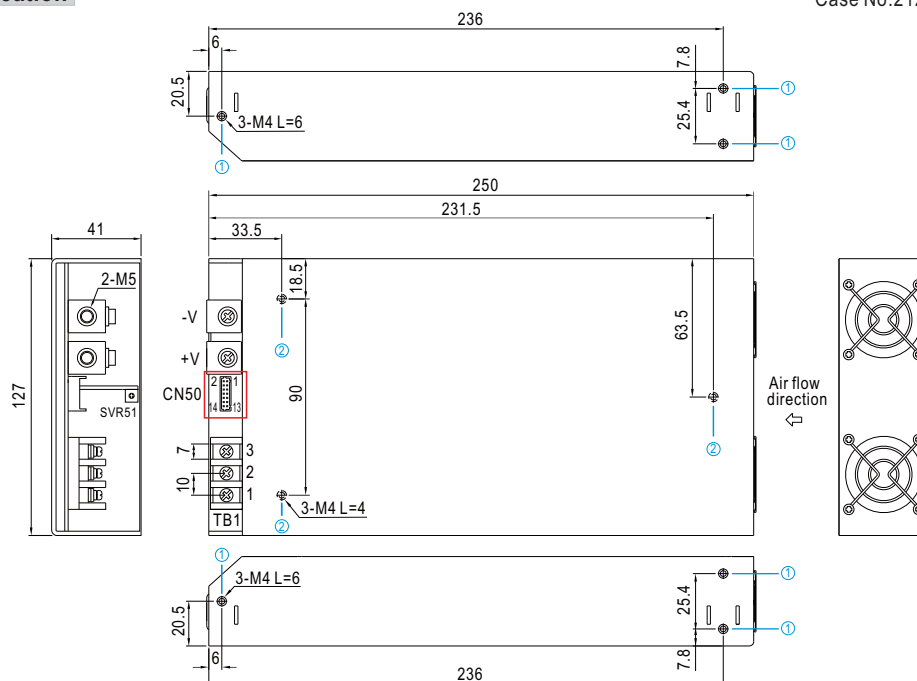 Case No.21
236
6
7.8
20.5
25.4
3-M4 L=6
①
①
①
250
231.5
41
33.5
2-M5
18.5
-V
63.5
②
+V
127
CN50
2 1
14 13
90
Air flow
direction
SVR51
7
3
②
10
2
1
3-M4 L=4
TB1
②
①
3-M4 L=6
①
25.4
20.5
①
6
7.8
236